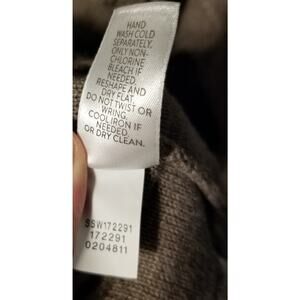 HAND
WASH COLD
SEPARATELY,
ONLY NON-
CHLORINE
BLEACH IF
NEEDED.
RESHAPE AND
DRY FLAT.
DO NOT TWIST OR
WRING.
COOL IRON IF
NEEDED.
OR DRY CLEAN.
SSW172291
172291
0204811